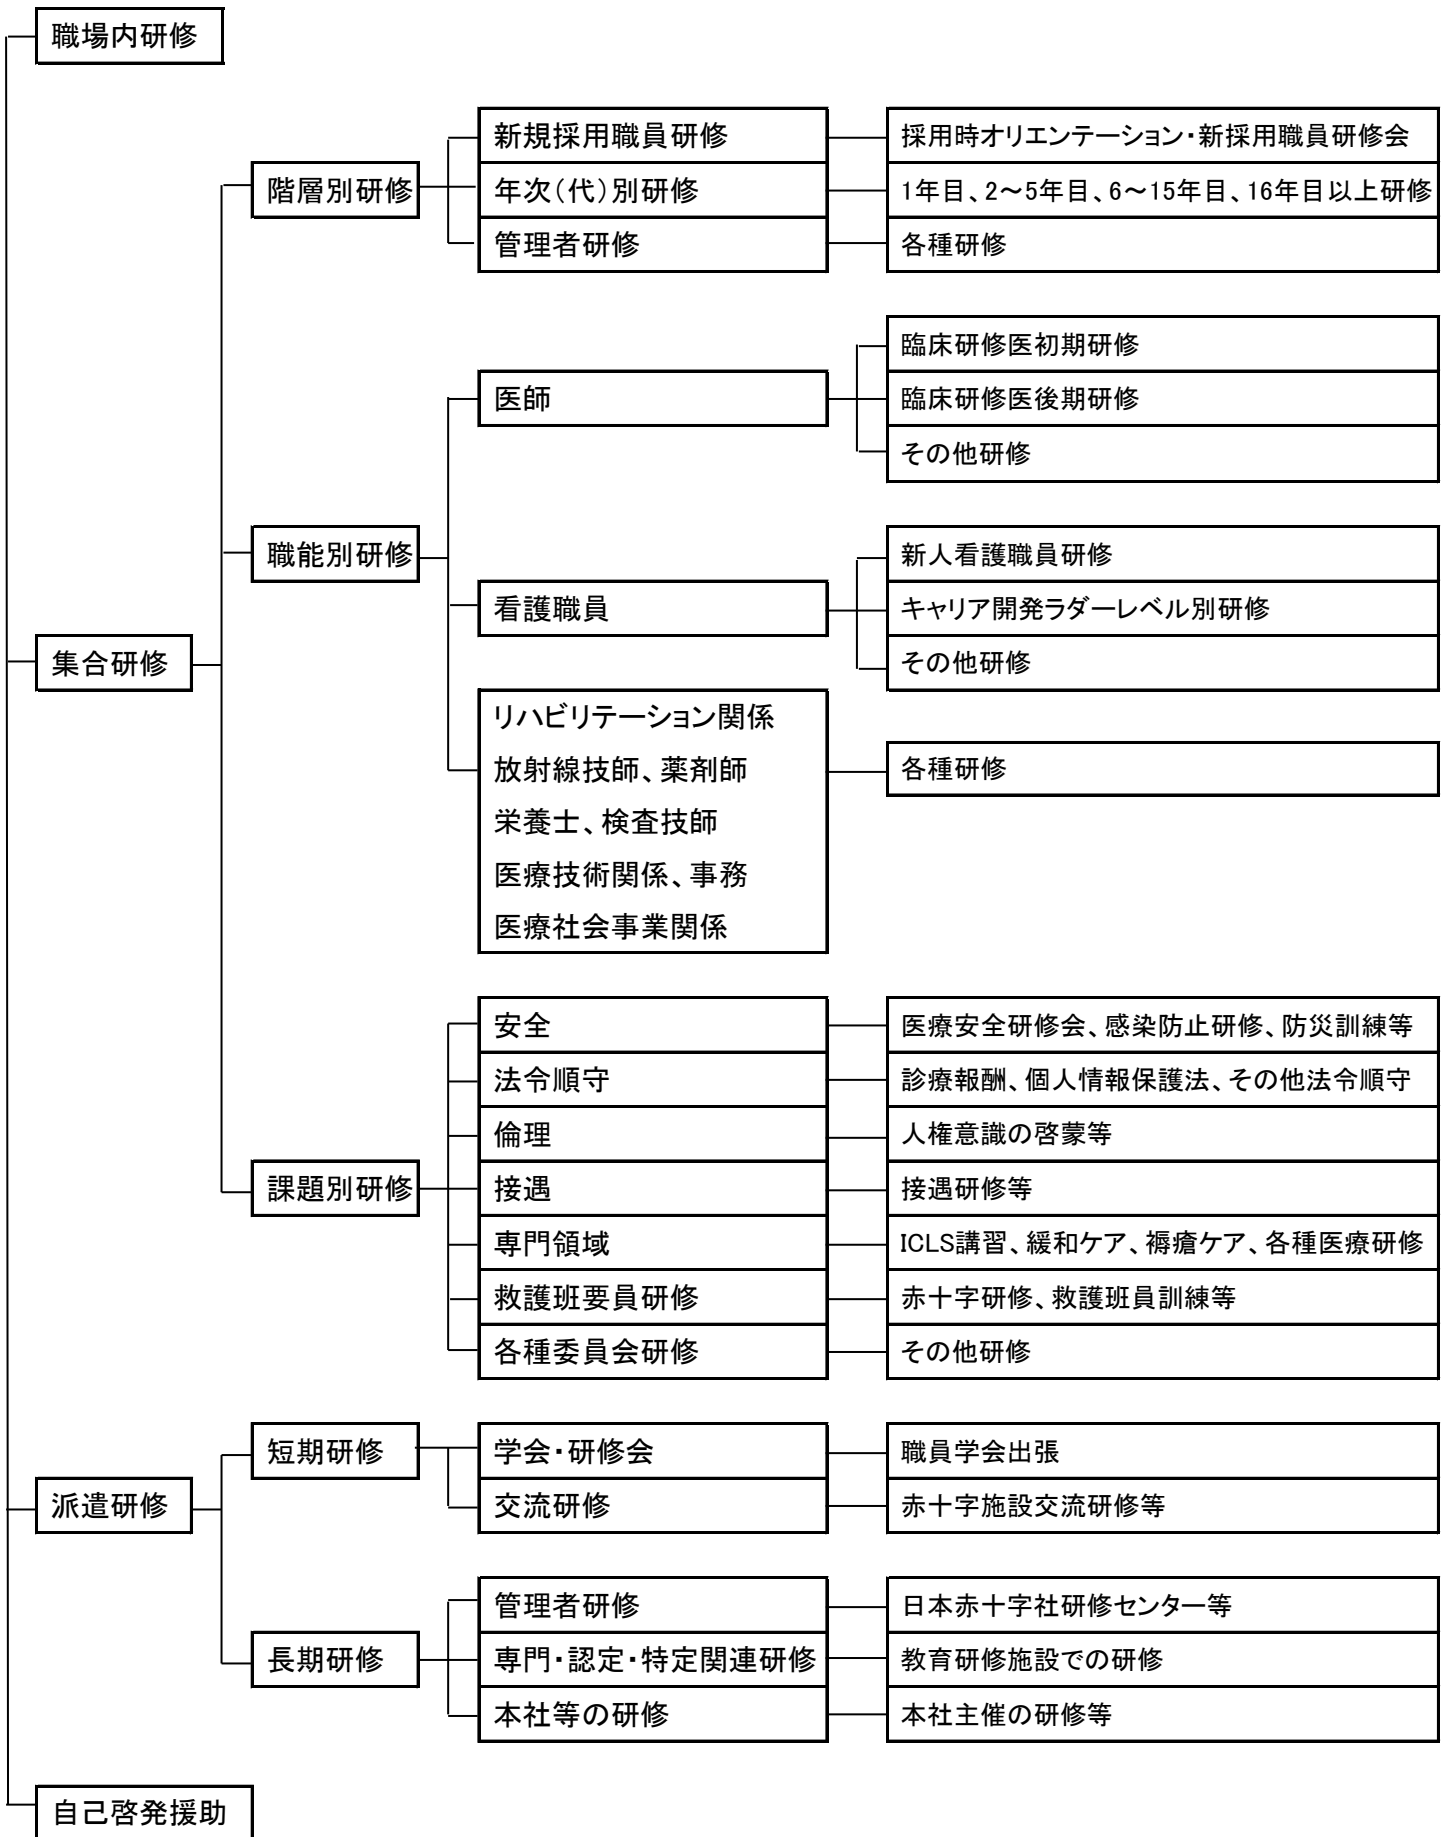 職場内研修
新規採用職員研修
採用時オリエンテーション・新採用職員研修会
階層別研修
年次(代)別研修
1年目、2～5年目、6～15年目、16年目以上研修
管理者研修
各種研修
臨床研修医初期研修
医師
臨床研修医後期研修
その他研修
職能別研修
新人看護職員研修
看護職員
キャリア開発ラダーレベル別研修
集合研修
その他研修
リハビリテーション関係
放射線技師、薬剤師
各種研修
栄養士、検査技師
医療技術関係、事務
医療社会事業関係
安全
医療安全研修会、感染防止研修、防災訓練等
法令順守
診療報酬、個人情報保護法、その他法令順守
倫理
人権意識の啓蒙等
課題別研修
接遇
接遇研修等
専門領域
ICLS講習、緩和ケア、褥瘡ケア、各種医療研修
救護班要員研修
赤十字研修、救護班員訓練等
各種委員会研修
その他研修
短期研修
学会・研修会
職員学会出張
派遣研修
交流研修
赤十字施設交流研修等
管理者研修
日本赤十字社研修センター等
長期研修
専門・認定・特定関連研修
教育研修施設での研修
本社等の研修
本社主催の研修等
自己啓発援助